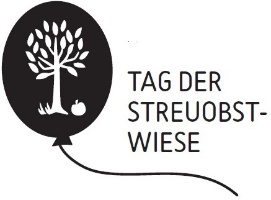 TAG DER
STREUOBST-
WIESE